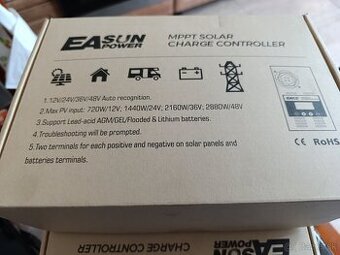 EASUN
POWER
MPPT SOLAR
CHARGE CONTROLLER
1.12V/24V/36V/48V Auto recognition.
2.Max PV input: 720W/12V; 1440W/24V; 2160W/36V; 2880W/48V
3.Support Lead-acid AGM/GEL/Flooded & Lithium batteries
4.Troubleshooting will be prompted.
5.Two terminals for each positive and negative on solar panels and
batteries terminals.
CE RoHS
CHARGE CONTROLLER
EASUN
POWER